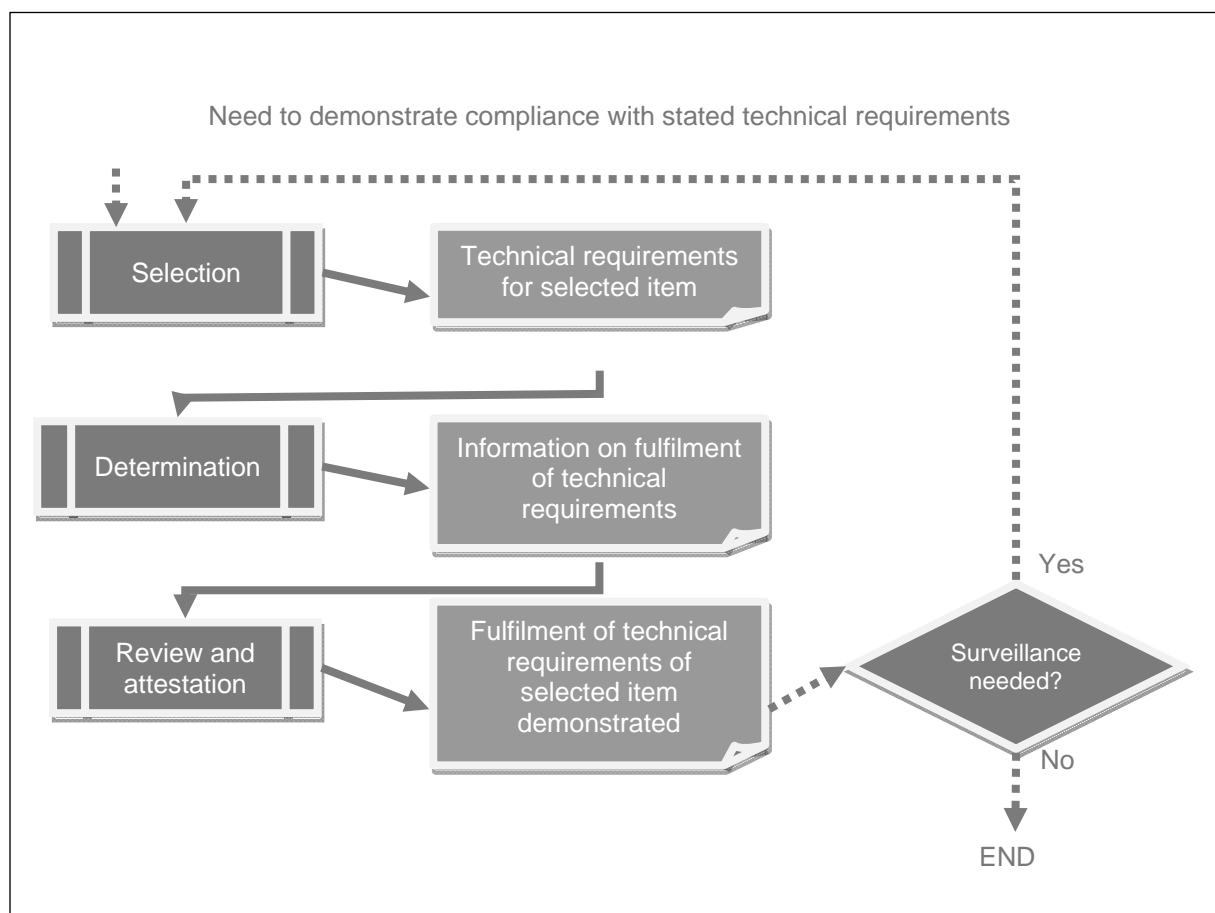 Need to demonstrate compliance with stated technical requirements
Selection
Technical requirements
for selected item
Determination
Information on fulfilment
of technical
requirements
Yes
Review and
attestation
Fulfilment of technical
requirements of
selected item
demonstrated
Surveillance
needed?
No
END